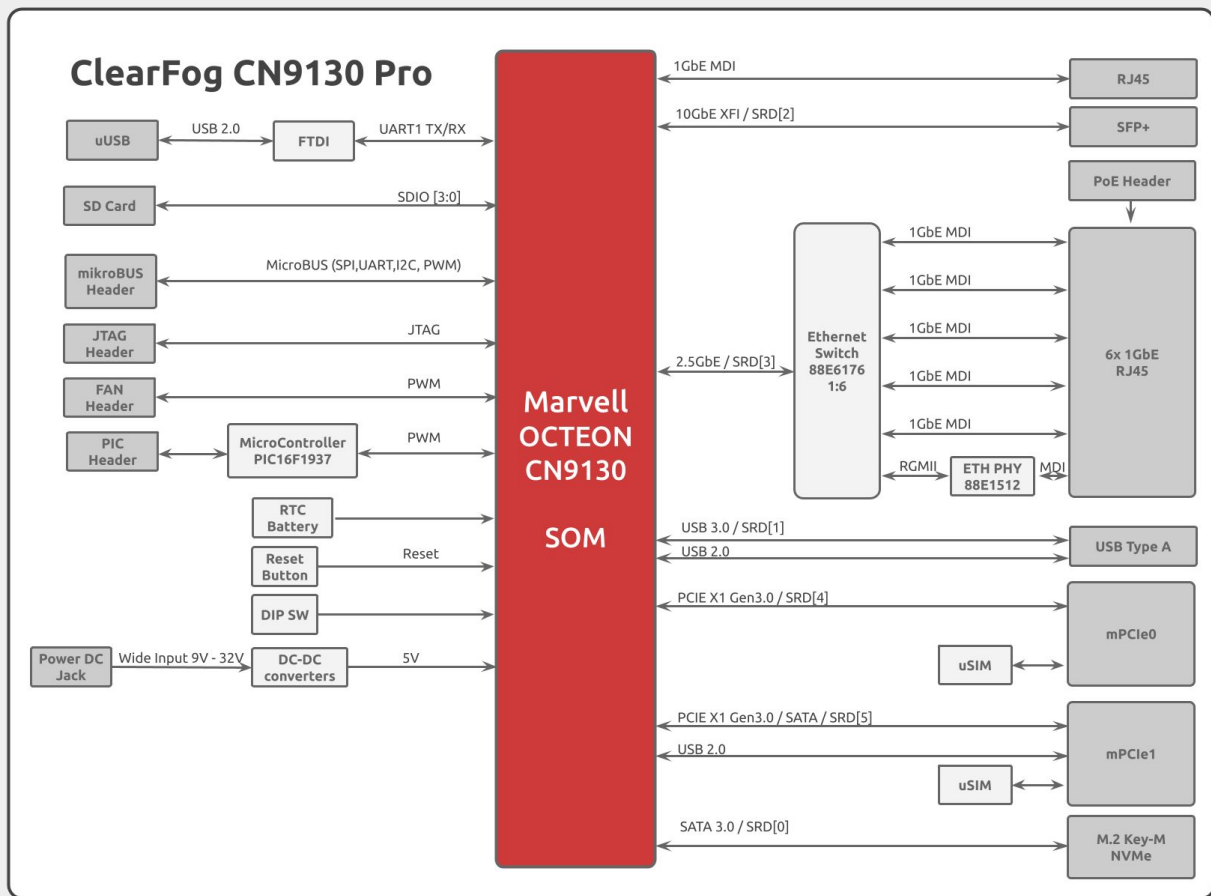 ClearFog CN9130 Pro
uUSB
USB 2.0
FTDI
UART1 TX/RX
SD Card
SDIO [3:0]
mikroBUS
Header
MicroBUS (SPI,UART,I2C, PWM)
JTAG
Header
JTAG
FAN
Header
PWM
PIC
Header
MicroController
PIC16F1937
PWM
RTC
Battery
Reset
Button
Reset
DIP SW
Power DC
Jack
Wide Input 9V - 32V
DC-DC
converters
5V
Marvell
OCTEON
CN9130
SOM
1GbE MDI
RJ45
10GbE XFI / SRD[2]
SFP+
PoE Header
2.5GbE / SRD[3]
Ethernet
Switch
88E6176
1:6
1GbE MDI
1GbE MDI
1GbE MDI
1GbE MDI
1GbE MDI
RGMII
ETH PHY
88E1512
MDI
6x 1GbE
RJ45
USB 3.0 / SRD[1]
USB 2.0
USB Type A
PCIE X1 Gen3.0 / SRD[4]
uSIM
mPCIe0
PCIE X1 Gen3.0 / SATA / SRD[5]
USB 2.0
uSIM
mPCIe1
SATA 3.0 / SRD[0]
M.2 Key-M
NVMe